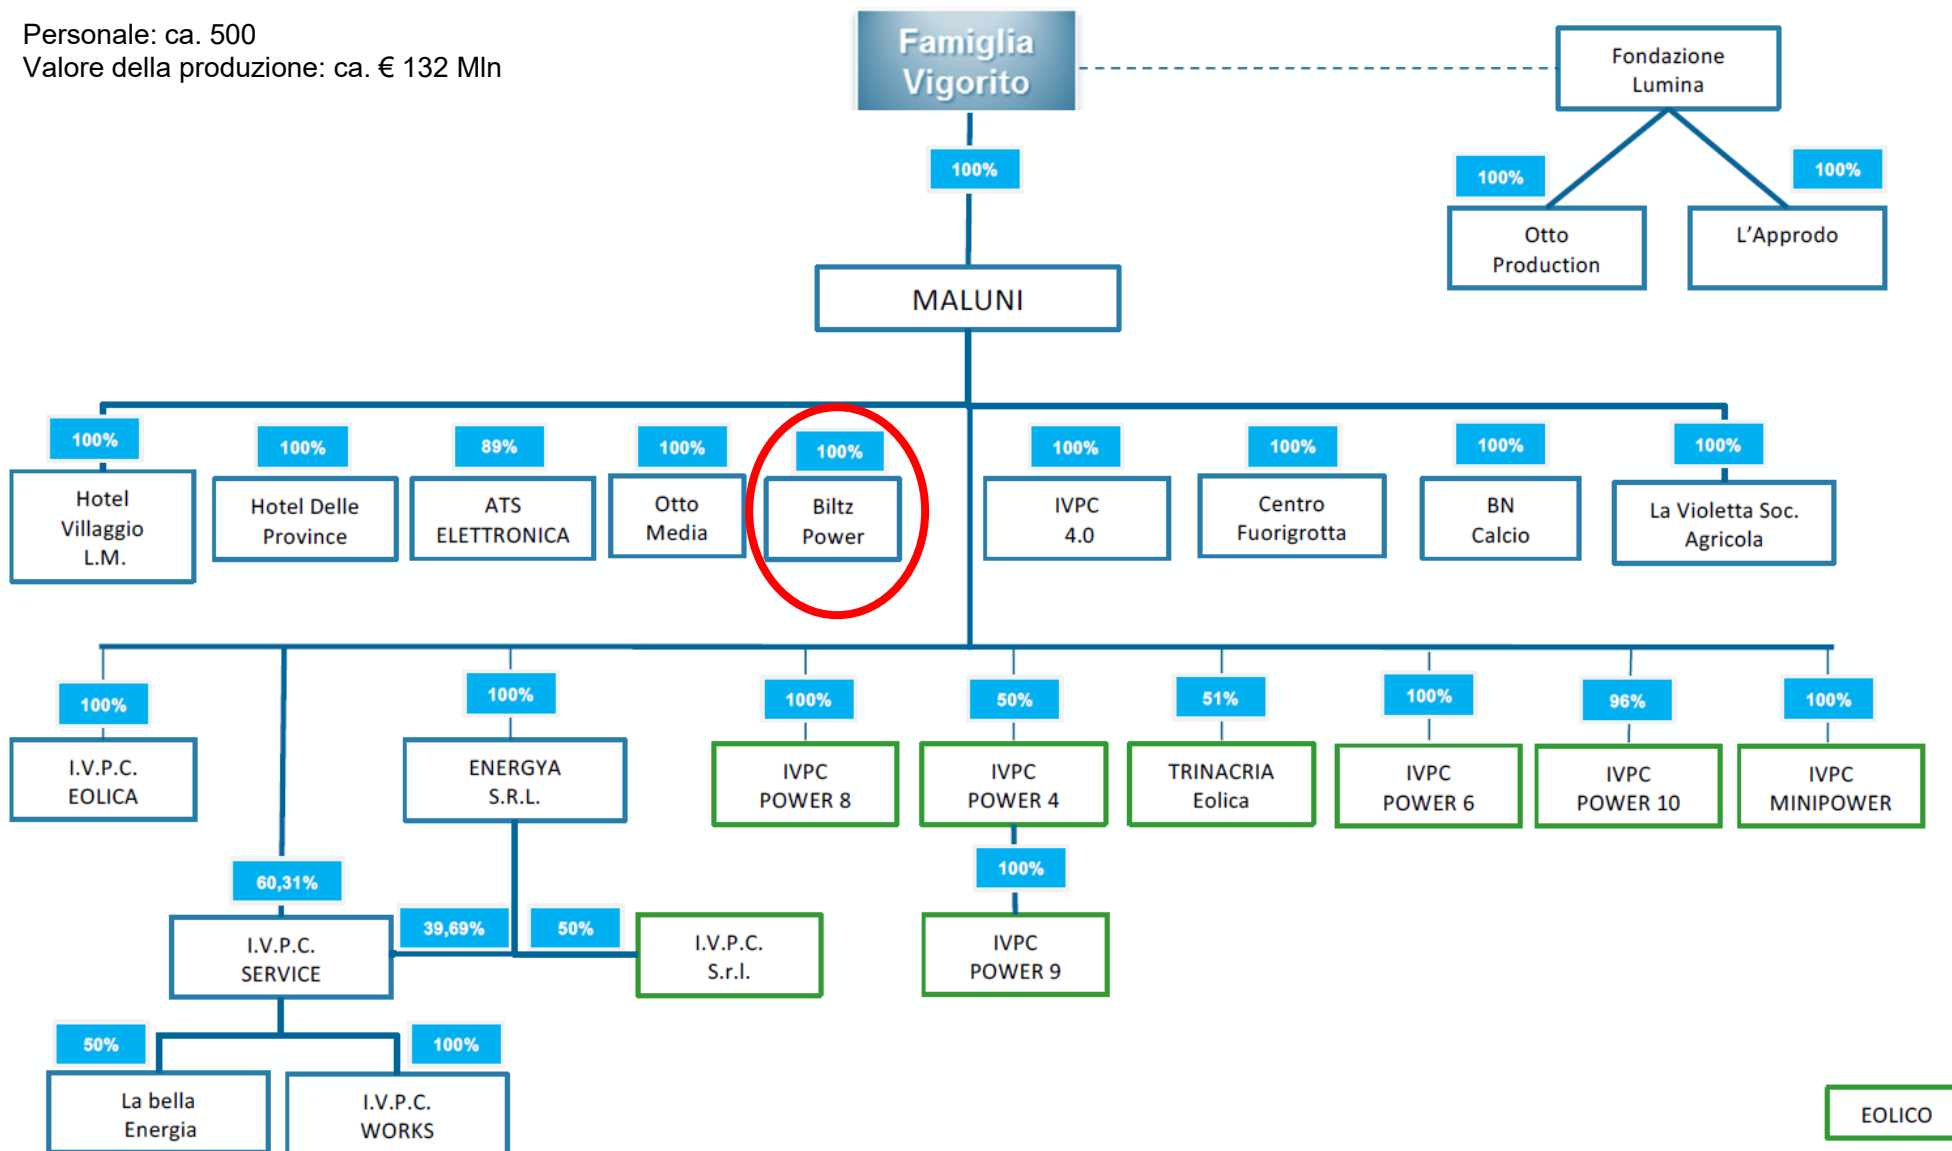 Personale: ca. 500
Valore della produzione: ca. € 132 Mln
Famiglia
Vigorito
Fondazione
Lumina
100%
100%
100%
Otto
Production
L'Approdo
MALUNI
100%
100%
89%
100%
100%
100%
100%
100%
100%
Hotel
Villaggio
L.M.
Hotel Delle
Province
ATS
ELETTRONICA
Otto
Media
Biltz
Power
IVPC
4.0
Centro
Fuorigrotta
BN
Calcio
La Violetta Soc.
Agricola
100%
100%
100%
50%
51%
100%
96%
100%
I.V.P.C.
EOLICA
ENERGYA
S.R.L.
IVPC
POWER 8
IVPC
POWER 4
TRINACRIA
Eolica
IVPC
POWER 6
IVPC
POWER 10
IVPC
MINIPOWER
60,31%
100%
39,69%
50%
I.V.P.C.
SERVICE
I.V.P.C.
S.r.l.
IVPC
POWER 9
50%
100%
La bella
Energia
I.V.P.C.
WORKS
EOLICO